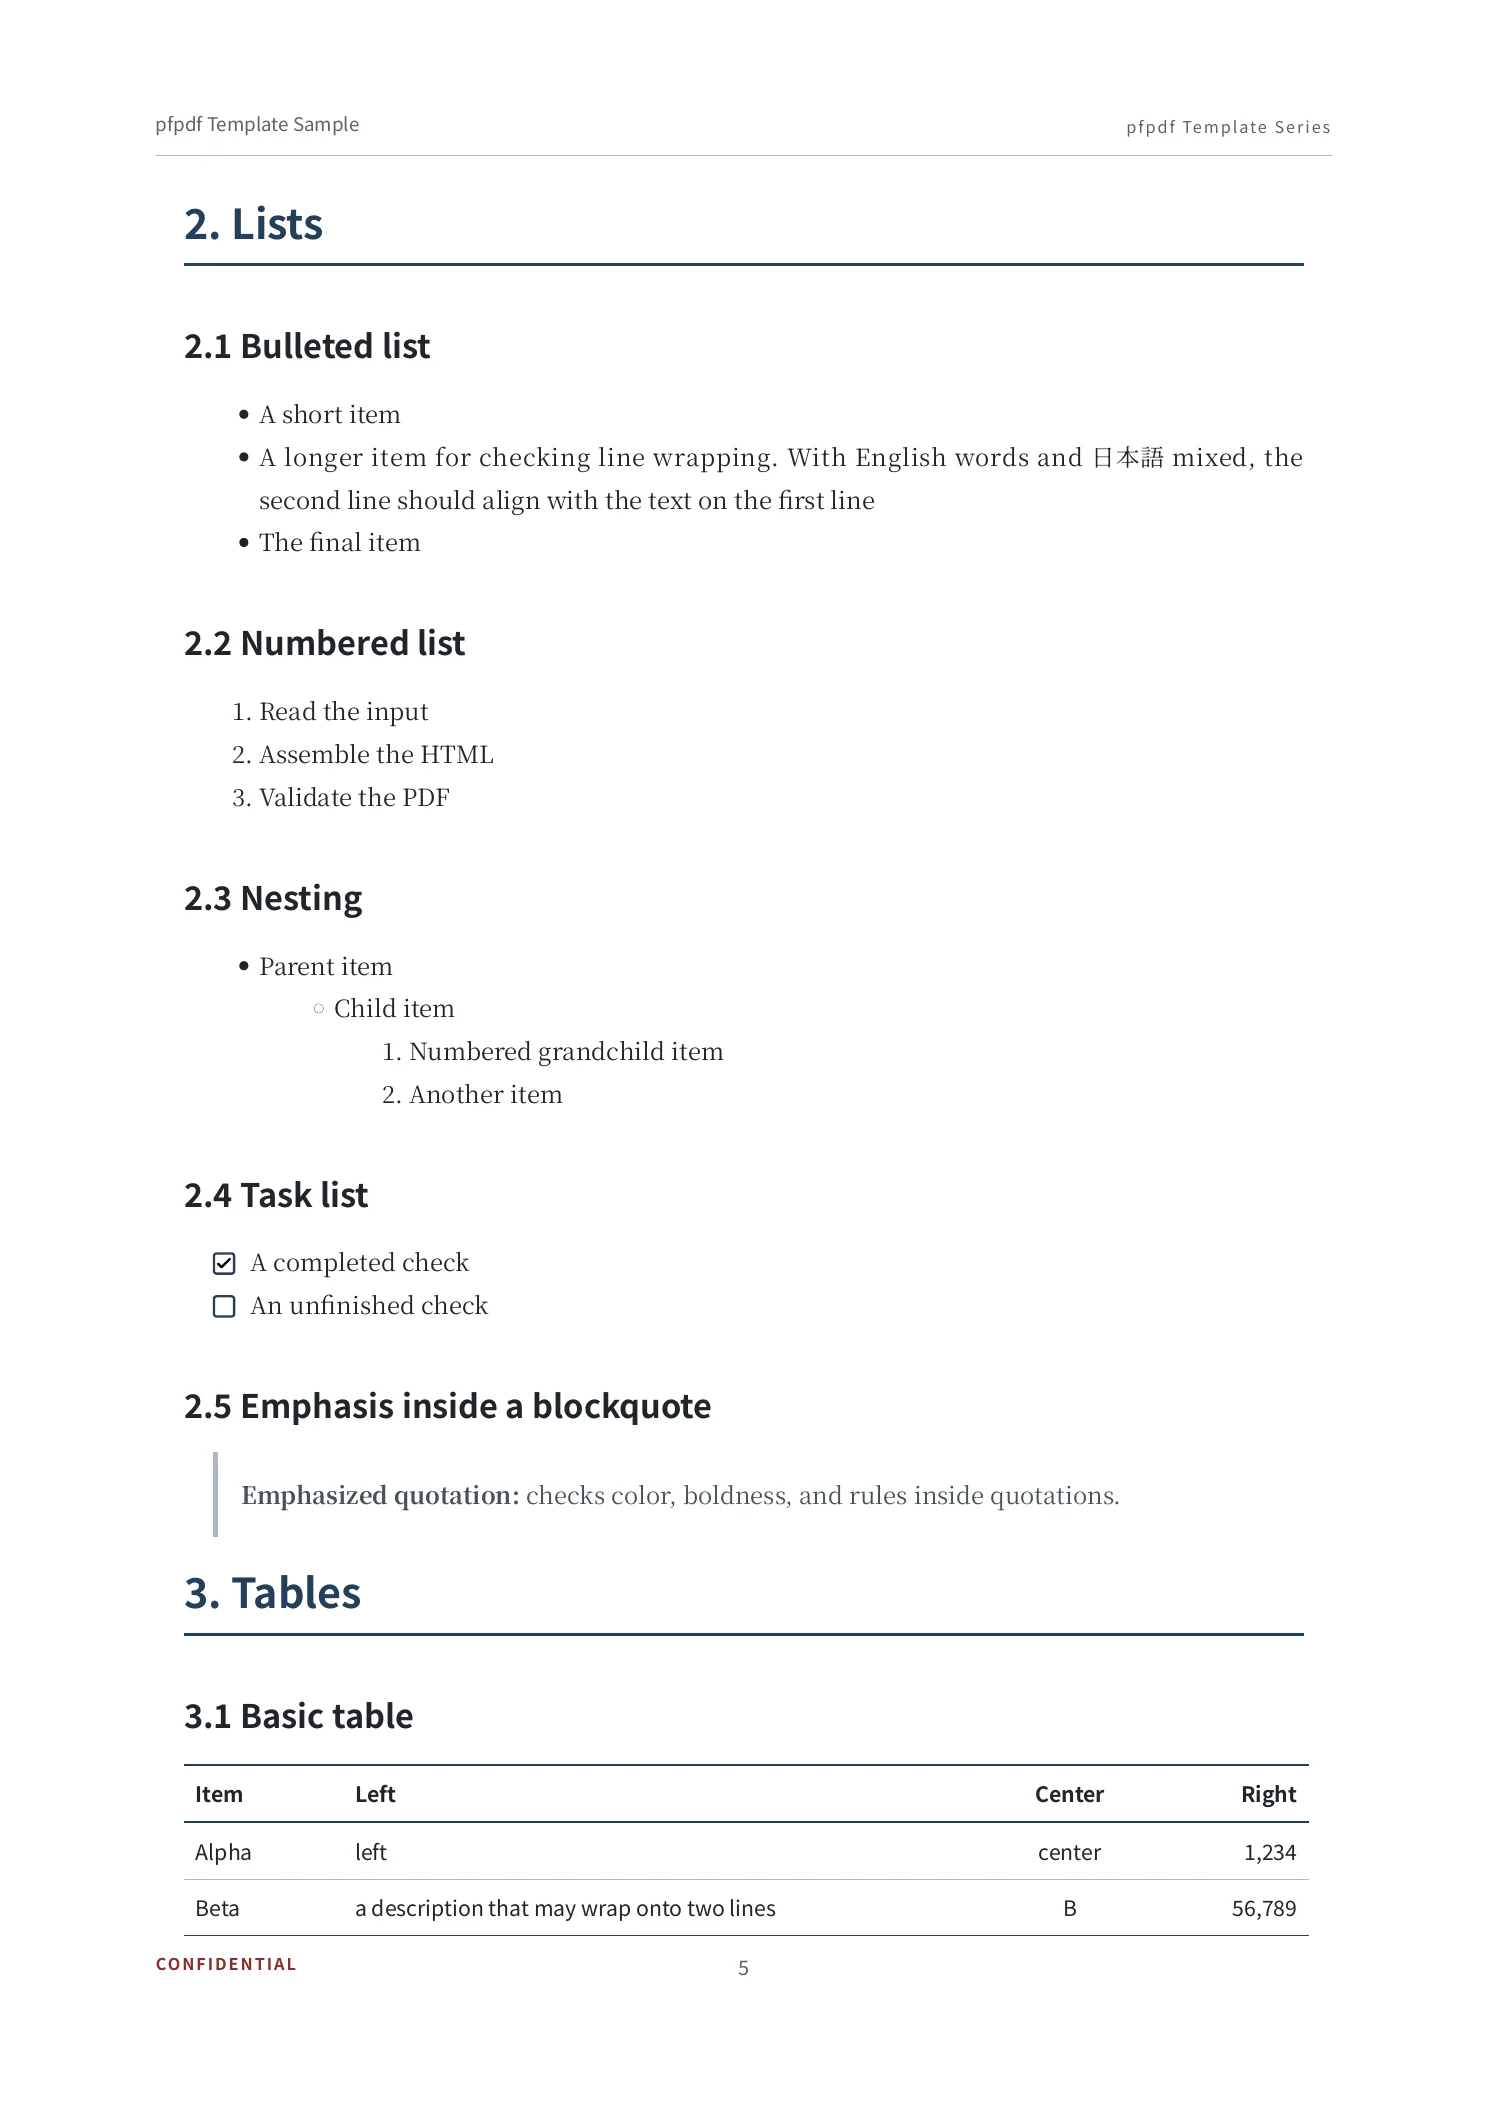 pfpdf Template Sample
pfpdf Template Series
2. Lists
2.1 Bulleted list
• A short item
• A longer item for checking line wrapping. With English words and 日本語 mixed, the
second line should align with the text on the first line
• The final item
2.2 Numbered list
1. Read the input
2. Assemble the HTML
3. Validate the PDF
2.3 Nesting
• Parent item
◦ Child item
1. Numbered grandchild item
2. Another item
2.4 Task list
☑ A completed check
☐ An unfinished check
2.5 Emphasis inside a blockquote
Emphasized quotation: checks color, boldness, and rules inside quotations.
3. Tables
3.1 Basic table
Item Left Center Right
Alpha left center 1,234
Beta a description that may wrap onto two lines B 56,789
CONFIDENTIAL
5